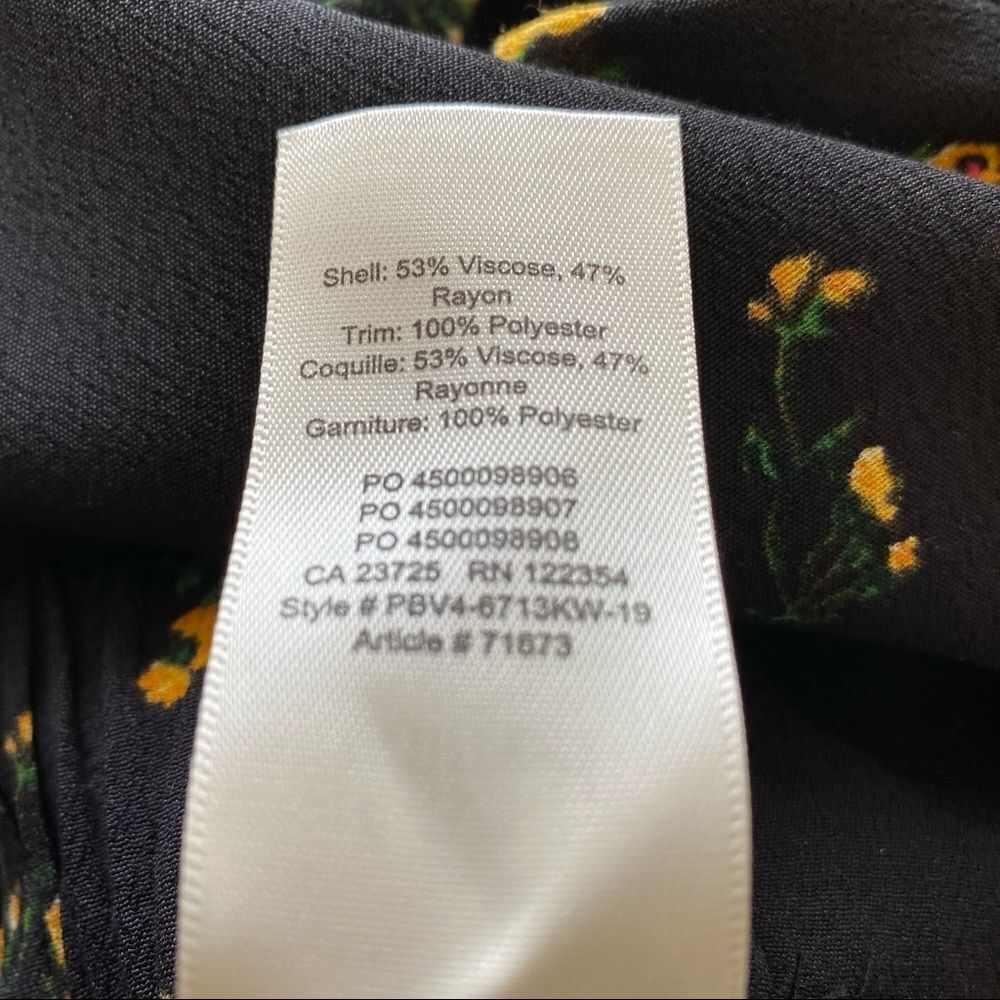 Shell: 53% Viscose, 47%
Rayon
Trim: 100% Polyester
Coquille: 53% Viscose, 47%
Rayonne
Garniture: 100% Polyester
PO 4500098906
PO 4500098907
PO 4500098908
CA 23725 RN 122354
Style # PBV4-6713KW-19
Article # 71673